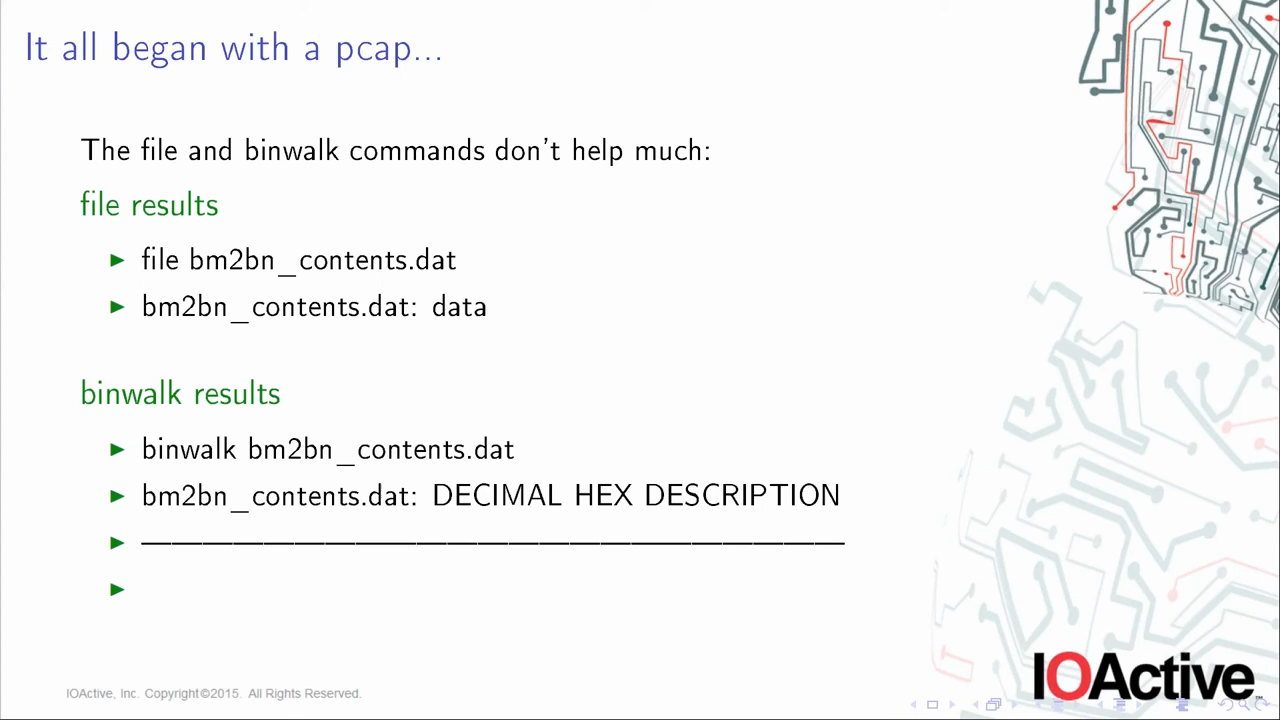 It all began with a pcap...
The file and binwalk commands don't help much:
file results
file bm2bn_contents.dat
bm2bn_contents.dat: data
binwalk results
binwalk bm2bn_contents.dat
bm2bn_contents.dat: DECIMAL HEX DESCRIPTION
———————————————————————
IOActive, Inc. Copyright©2015. All Rights Reserved.
IOActive™